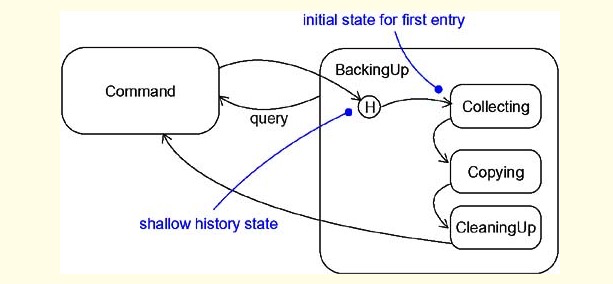 initial state for first entry
BackingUp
Command
H
Collecting
query
Copying
shallow history state
CleaningUp